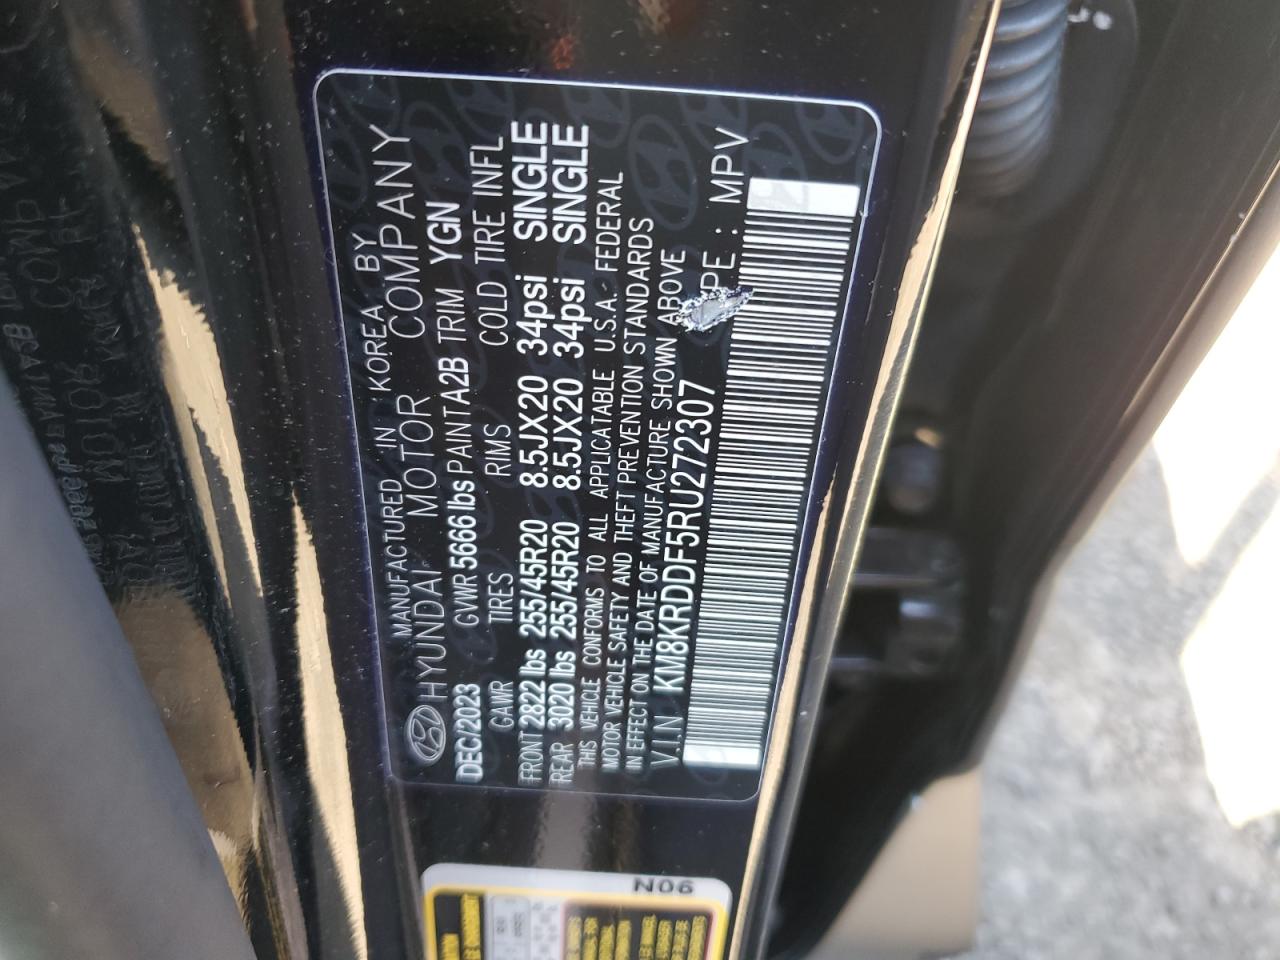 MANUFACTURED IN KOREA BY
HYUNDAI MOTOR COMPANY
DEC/2023 GVWR 5666 lbs PAINT A2B TRIM YGN
GAWR TIRES RIMS COLD TIRE INFL
FRONT 2822 lbs 255/45R20 8.5JX20 34psi SINGLE
REAR 3020 lbs 255/45R20 8.5JX20 34psi SINGLE
THIS VEHICLE CONFORMS TO ALL APPLICATABLE U.S.A. FEDERAL
MOTOR VEHICLE SAFETY AND THEFT PREVENTION STANDARDS
IN EFFECT ON THE DATE OF MANUFACTURE SHOWN ABOVE
V.I.N KM8KRDDF5RU272307 PE : MPV
N06